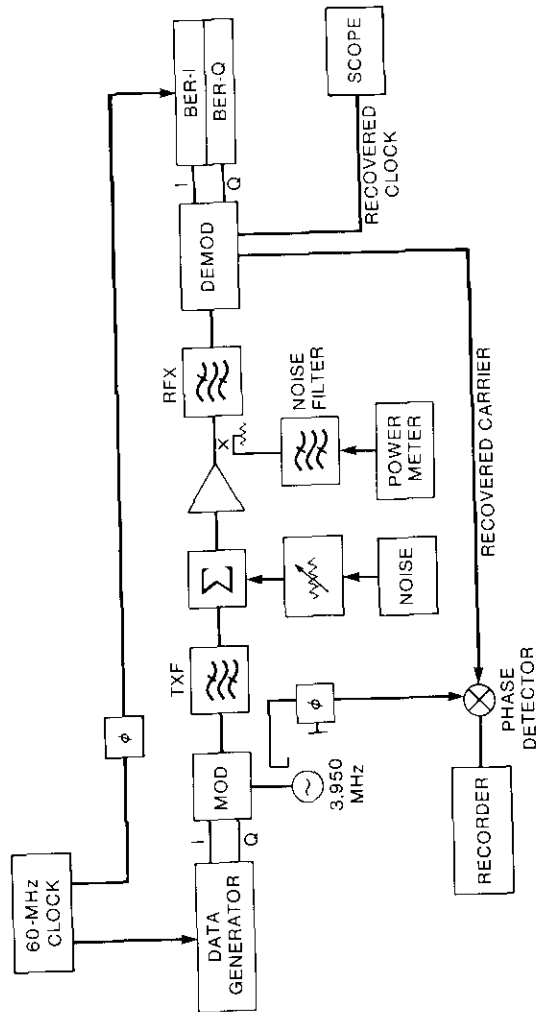 60-MHz
CLOCK
ϕ
DATA
GENERATOR
I
Q
MOD
3.950
MHz
TXF
Σ
NOISE
ϕ
X
NOISE
FILTER
POWER
METER
RFX
DEMOD
I
Q
BER-I
BER-Q
RECOVERED
CLOCK
SCOPE
RECOVERED CARRIER
PHASE
DETECTOR
RECORDER